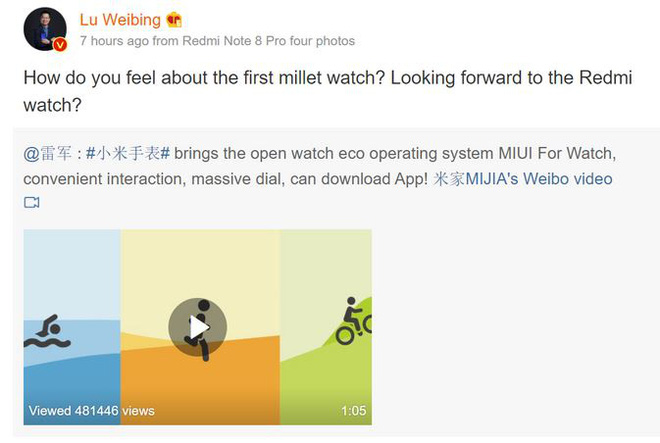 Lu Weibing
7 hours ago from Redmi Note 8 Pro four photos
How do you feel about the first millet watch? Looking forward to the Redmi
watch?
@雷军 : #小米手表# brings the open watch eco operating system MIUI For Watch,
convenient interaction, massive dial, can download App! 米家MIJIA's Weibo video
Viewed 481446 views
1:05